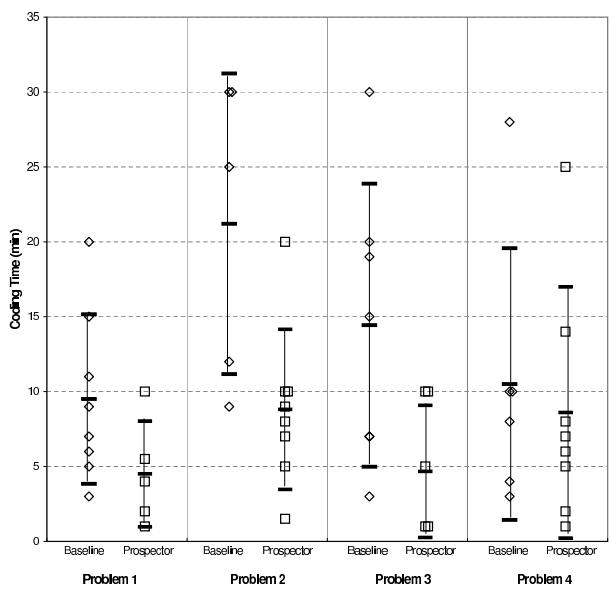 35
30
25
20
15
10
5
0
Coding Time (min)
Baseline Prospector Baseline Prospector Baseline Prospector Baseline Prospector
Problem 1 Problem 2 Problem 3 Problem 4